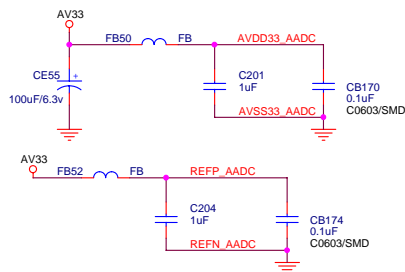 AV33
FB50 FB AVDD33_AADC
CE55 +
100uF/6.3v
C201
1uF
CB170
0.1uF
C0603/SMD
AVSS33_AADC
AV33
FB52 FB REFP_AADC
C204
1uF
CB174
0.1uF
C0603/SMD
REFN_AADC